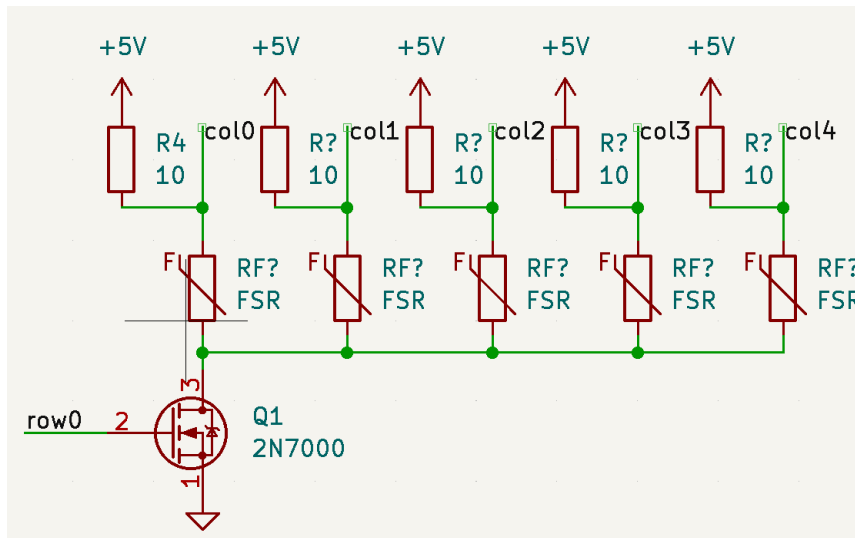 +5V +5V +5V +5V +5V
col0 col1 col2 col3 col4
R4 R? R? R? R?
10 10 10 10 10
F F F F F
RF? RF? RF? RF? RF?
FSR FSR FSR FSR FSR
3
row0 2 Q1
2N7000
1